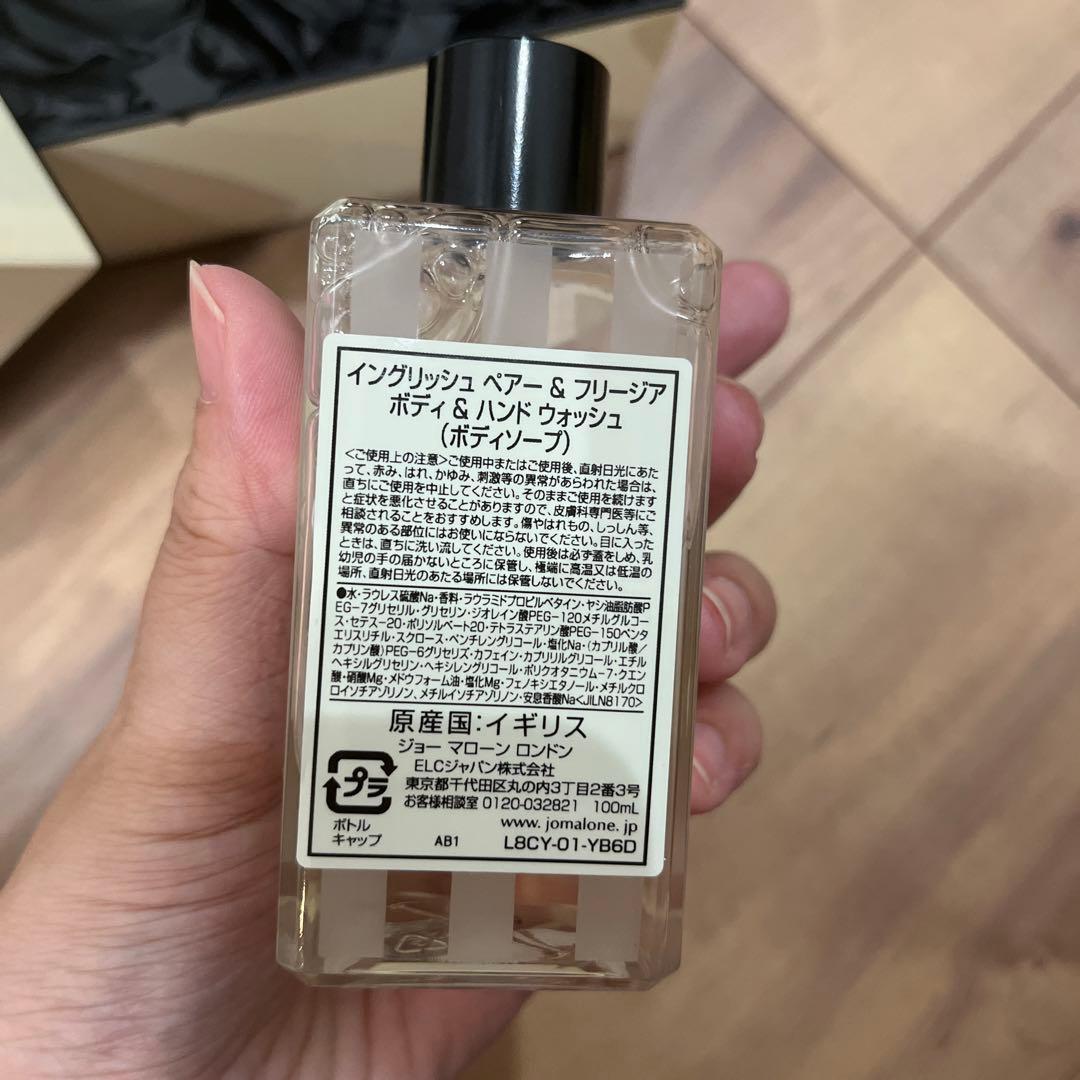 イングリッシュ ペアー & フリージア
ボディ & ハンド ウォッシュ
(ボディソープ)
<ご使用上の注意>ご使用中またはご使用後、直射日光にあた
って、赤み、はれ、かゆみ、刺激等の異常があらわれた場合は、
直ちにご使用を中止してください。そのままご使用を続けます
と症状を悪化させることがありますので、皮膚科専門医等にご
相談されることをおすすめします。傷やはれもの、しっしん等、
異常のある部位にはお使いにならないでください。目に入った
ときは、直ちに洗い流してください。使用後は必ず蓋をしめ、乳
幼児の手の届かないところに保管し、極端に高温又は低温の
場所、直射日光のあたる場所には保管しないでください。
●水・ラウレス硫酸Na・香料・ラウラミドプロピルベタイン・ヤシ油脂肪酸P
EG-7グリセリル・グリセリン・ジオレイン酸PEG-120メチルグルコー
ス・セテス-20・ポリソルベート20・テトラステアリン酸PEG-150ペンタ
エリスリチル・スクロース・ペンチレングリコール・塩化Na・(カプリル酸/
カプリン酸)PEG-6グリセリズ・カフェイン・カプリリルグリコール・エチル
ヘキシルグリセリン・ヘキシレングリコール・ポリクオタニウム-7・クエン
酸・硝酸Mg・メドウフォーム油・塩化Mg・フェノキシエタノール・メチルクロ
ロイソチアゾリノン、メチルイソチアゾリノン・安息香酸Na<JILN8170>
原産国:イギリス
ジョー マローン ロンドン
ELCジャパン株式会社
東京都千代田区丸の内3丁目2番3号
お客様相談室 0120-032821 100mL
www.jomalone.jp
プラ
ボトル
キャップ
AB1 L8CY-01-YB6D